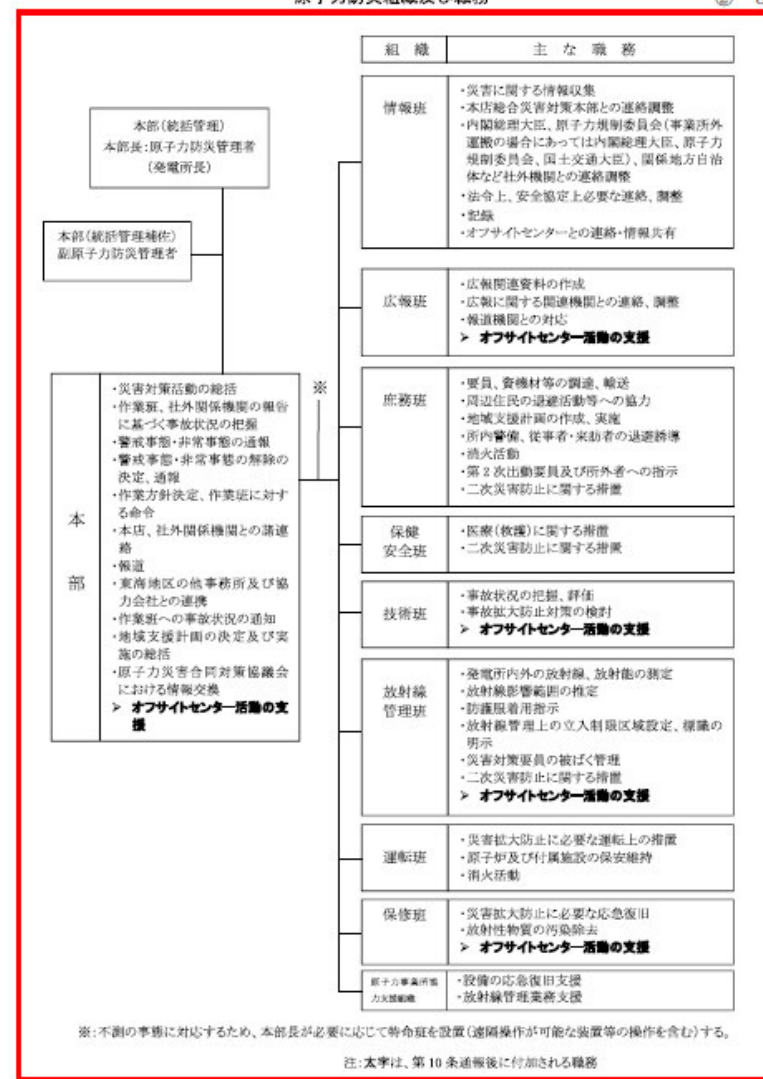 原子力防災組織及び職務
組織 主な職務
本部(統括管理)
本部長:原子力防災管理者
(発電所長)
本部(統括管理補佐)
副原子力防災管理者
本部
・災害対策活動の総括
・作業班、社外関係機関の報告
に基づく事故状況の把握
・警戒事態・非常事態の通報
・警戒事態・非常事態の解除の
決定、通報
・作業方針決定、作業班に対す
る命令
・本店、社外関係機関との諸連
絡
・報道
・東海地区の他事務所及び協
力会社との連携
・作業班への事故状況の通知
・地域支援計画の決定及び実
施の総括
・原子力災害合同対策協議会
における情報交換
➢ オフサイトセンター活動の支
援
※
情報班
・災害に関する情報収集
・本店総合災害対策本部との連絡調整
・内閣総理大臣、原子力規制委員会(事業所外
運搬の場合にあっては内閣総理大臣、原子力
規制委員会、国土交通大臣)、関係地方自治
体など社外機関との連絡調整
・法令上、安全協定上必要な連絡、調整
・記録
・オフサイトセンターとの連絡・情報共有
広報班
・広報関連資料の作成
・広報に関する関連機関との連絡、調整
・報道機関との対応
➢ オフサイトセンター活動の支援
庶務班
・要員、資機材等の調達、輸送
・周辺住民の退避活動等への協力
・地域支援計画の作成、実施
・所内警備、従事者・来訪者の退避誘導
・消火活動
・第2次出動要員及び所外者への指示
・二次災害防止に関する措置
保健
安全班
・医療(救護)に関する措置
・二次災害防止に関する措置
技術班
・事故状況の把握、評価
・事故拡大防止対策の検討
➢ オフサイトセンター活動の支援
放射線
管理班
・発電所内外の放射線、放射能の測定
・放射線影響範囲の推定
・防護服着用指示
・放射線管理上の立入制限区域設定、標識の
明示
・災害対策要員の被ばく管理
・二次災害防止に関する措置
➢ オフサイトセンター活動の支援
運転班
・災害拡大防止に必要な運転上の措置
・原子炉及び付属施設の保安維持
・消火活動
保修班
・災害拡大防止に必要な応急復旧
・放射性物質の汚染除去
➢ オフサイトセンター活動の支援
原子力事業所協
力支援組織
・設備の応急復旧支援
・放射線管理業務支援
※:不測の事態に対応するため、本部長が必要に応じて特命班を設置(遠隔操作が可能な装置等の操作を含む)する。
注:太字は、第10条通報後に付加される職務